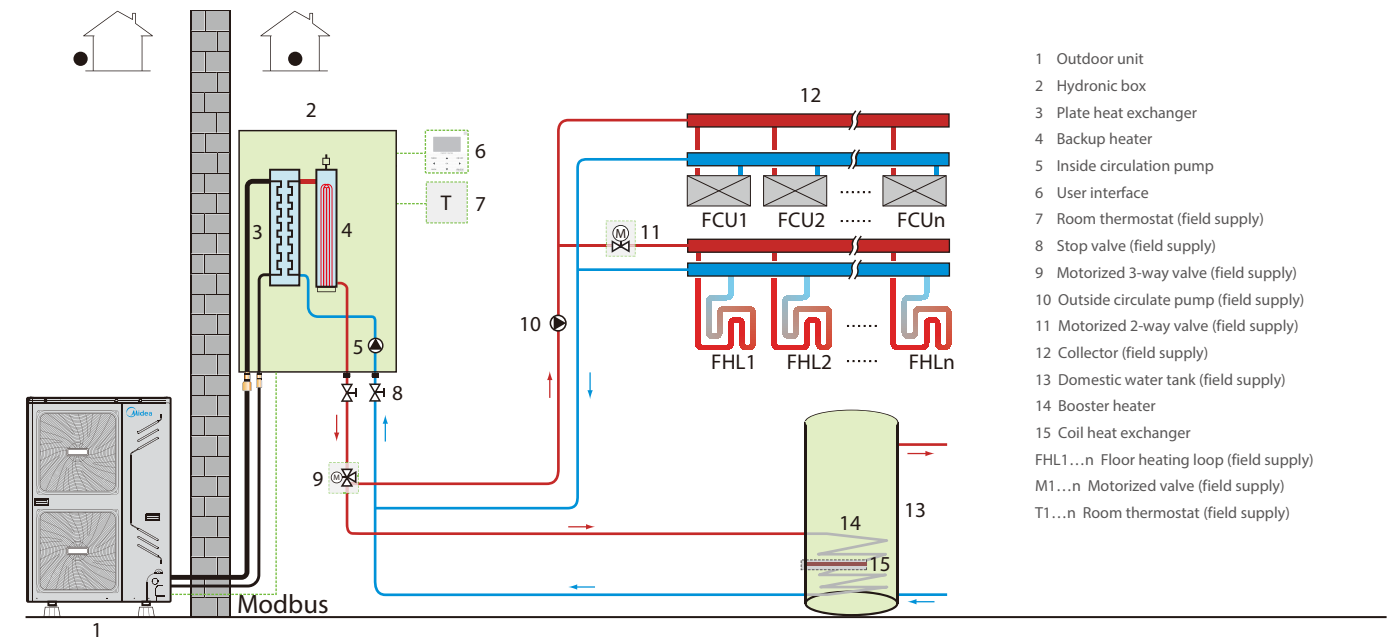 2
12
6
T
7
3
4
FCU1
FCU2
......
FCUn
M
11
10
5
FHL1
FHL2
......
FHLn
8
Midea
M
9
14
13
15
Modbus
1
1 Outdoor unit
2 Hydronic box
3 Plate heat exchanger
4 Backup heater
5 Inside circulation pump
6 User interface
7 Room thermostat (field supply)
8 Stop valve (field supply)
9 Motorized 3-way valve (field supply)
10 Outside circulate pump (field supply)
11 Motorized 2-way valve (field supply)
12 Collector (field supply)
13 Domestic water tank (field supply)
14 Booster heater
15 Coil heat exchanger
FHL1…n Floor heating loop (field supply)
M1…n Motorized valve (field supply)
T1…n Room thermostat (field supply)